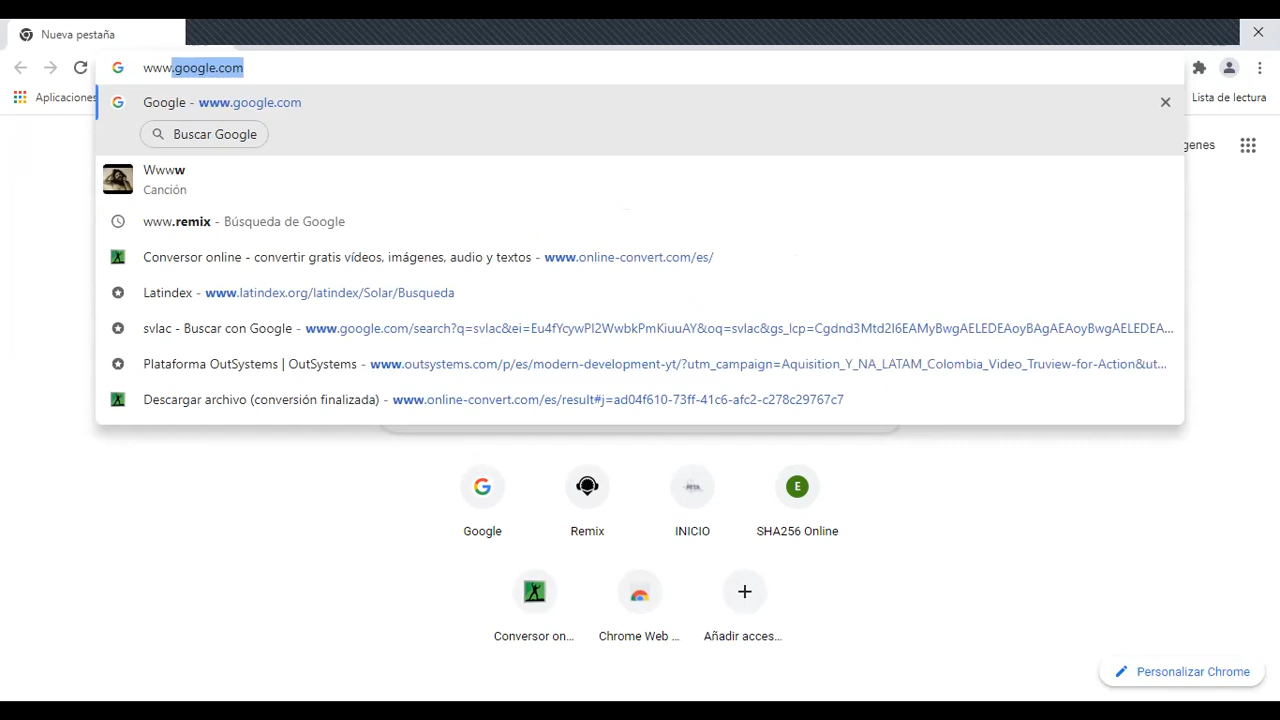 Nueva pestaña
www.google.com
Aplicaciones
Lista de lectura
Google - www.google.com
Buscar Google
genes
Wwww
Canción
www.remix - Búsqueda de Google
Conversor online - convertir gratis vídeos, imágenes, audio y textos - www.online-convert.com/es/
Latindex - www.latindex.org/latindex/Solar/Busqueda
svlac - Buscar con Google - www.google.com/search?q=svlac&ei=Eu4fYcywPI2WwbkPmKiuuAY&oq=svlac&gs_lcp=Cgdnd3Mtd2l6EAMyBwgAELEDEAoyBAgAEAoyBwgAELEDEA...
Plataforma OutSystems | OutSystems - www.outsystems.com/p/es/modern-development-yt/?utm_campaign=Aquisition_Y_NA_LATAM_Colombia_Video_Truview-for-Action&ut...
Descargar archivo (conversión finalizada) - www.online-convert.com/es/result#j=ad04f610-73ff-41c6-afc2-c278c29767c7
E
Google
Remix
INICIO
SHA256 Online
Conversor on...
Chrome Web ...
Añadir acces...
Personalizar Chrome